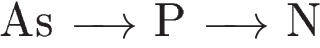 As ⟶ P ⟶ N